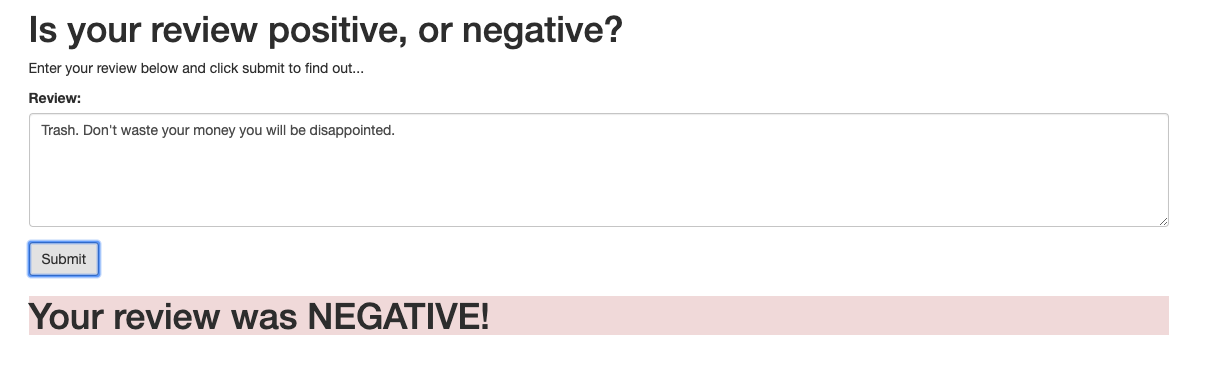 Is your review positive, or negative?
Enter your review below and click submit to find out...
Review:
Trash. Don't waste your money you will be disappointed.
Submit
Your review was NEGATIVE!